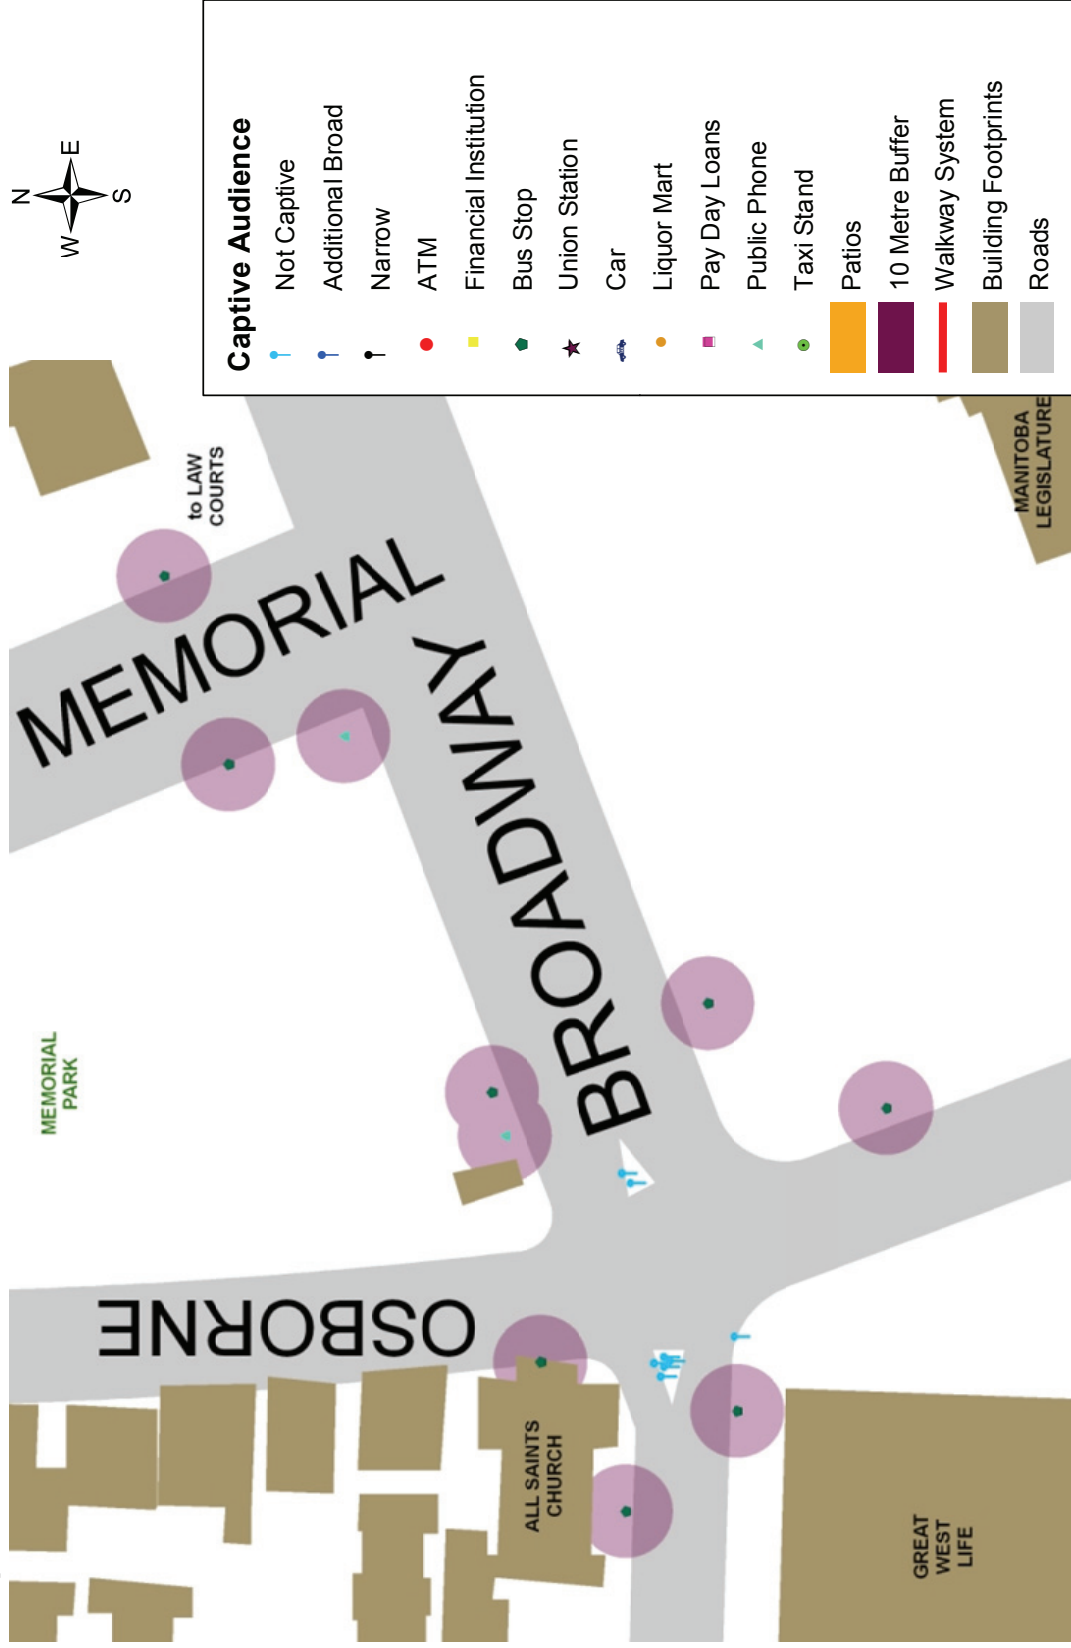 N
W
E
S
Captive Audience
Not Captive
Additional Broad
Narrow
ATM
Financial Institution
Bus Stop
Union Station
Car
Liquor Mart
Pay Day Loans
Public Phone
Taxi Stand
Patios
10 Metre Buffer
Walkway System
Building Footprints
Roads
to LAW
COURTS
MEMORIAL
BROADWAY
MANITOBA
LEGISLATURE
MEMORIAL
PARK
OSBORNE
ALL SAINTS
CHURCH
GREAT
WEST
LIFE